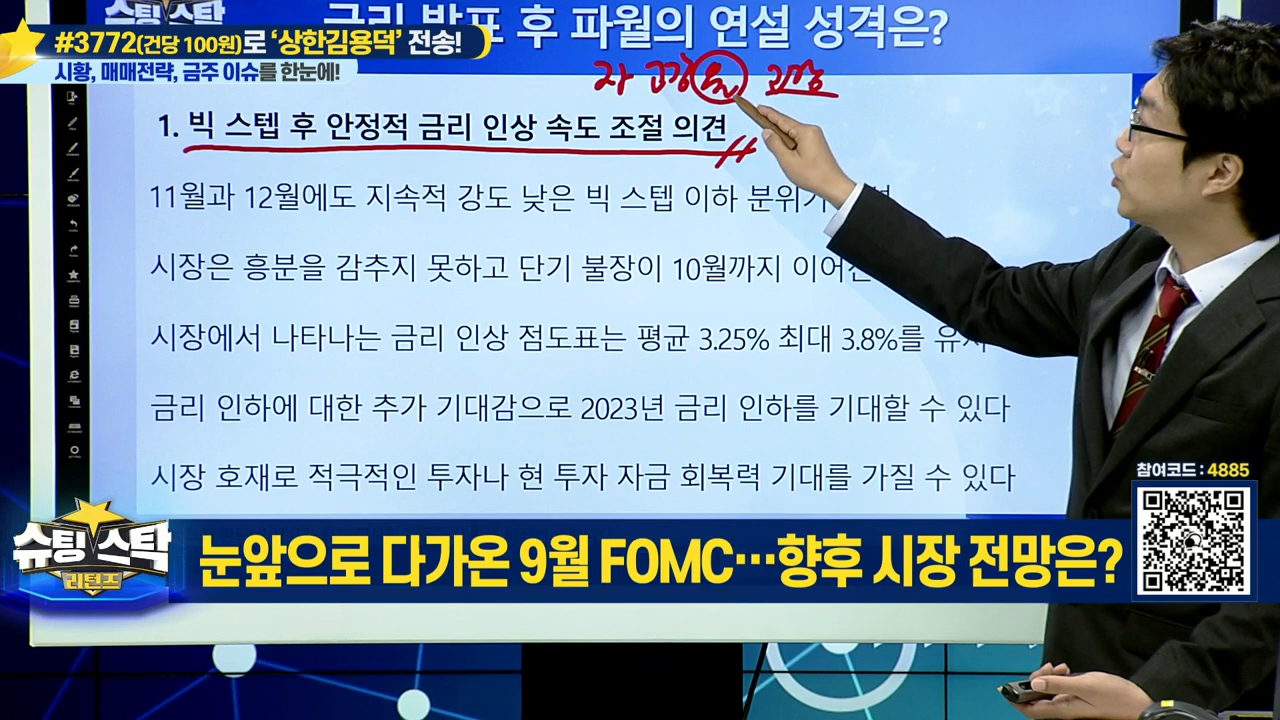 슈팅★스탁
#3772(건당 100원)로 ‘상한김용덕’ 전송!
시황, 매매전략, 금주 이슈를 한눈에!
금리 발표 후 파월의 연설 성격은?
1. 빅 스텝 후 안정적 금리 인상 속도 조절 의견
11월과 12월에도 지속적 강도 낮은 빅 스텝 이하 분위기
시장은 흥분을 감추지 못하고 단기 불장이 10월까지 이어진
시장에서 나타나는 금리 인상 점도표는 평균 3.25% 최대 3.8%를 유지
금리 인하에 대한 추가 기대감으로 2023년 금리 인하를 기대할 수 있다
시장 호재로 적극적인 투자나 현 투자 자금 회복력 기대를 가질 수 있다
참여코드 : 4885
슈팅 스탁
리턴즈
눈앞으로 다가온 9월 FOMC…향후 시장 전망은?